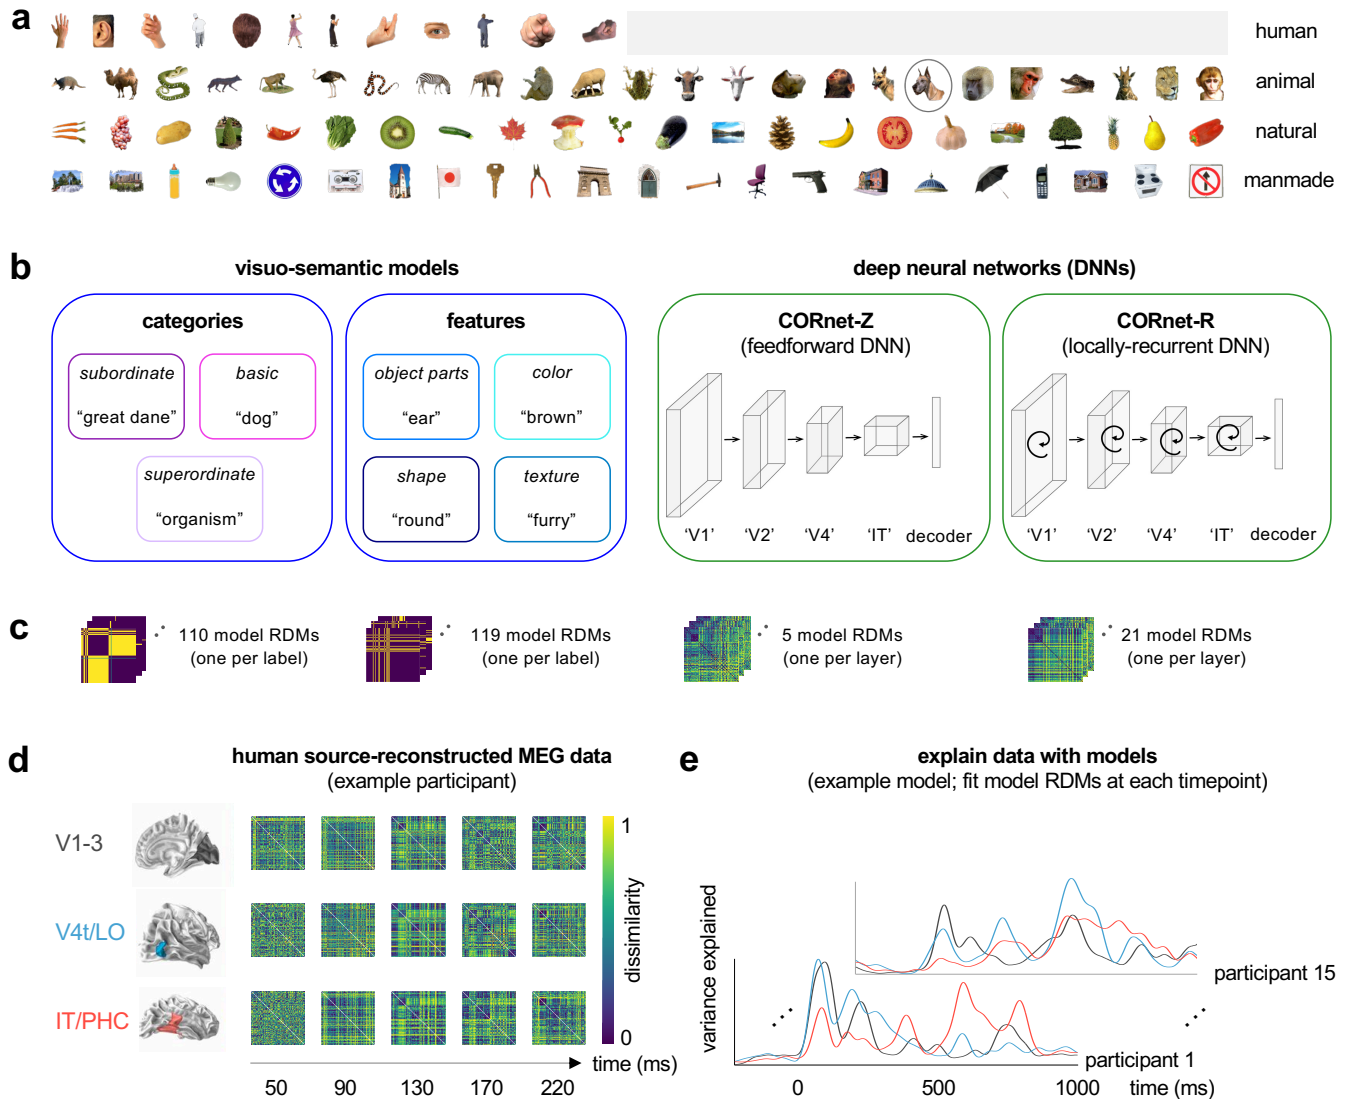 a
human
animal
natural
manmade
b
visuo-semantic models
deep neural networks (DNNs)
categories
features
CORnet-Z
(feedforward DNN)
CORnet-R
(locally-recurrent DNN)
subordinate
"great dane"
basic
"dog"
object parts
"ear"
color
"brown"
superordinate
"organism"
shape
"round"
texture
"furry"
'V1' 'V2' 'V4' 'IT' decoder
'V1' 'V2' 'V4' 'IT' decoder
c
110 model RDMs
(one per label)
119 model RDMs
(one per label)
5 model RDMs
(one per layer)
21 model RDMs
(one per layer)
d
human source-reconstructed MEG data
(example participant)
V1-3
V4t/LO
IT/PHC
1
dissimilarity
0
time (ms)
50 90 130 170 220
e
explain data with models
(example model; fit model RDMs at each timepoint)
variance explained
participant 15
participant 1
0 500 1000 time (ms)